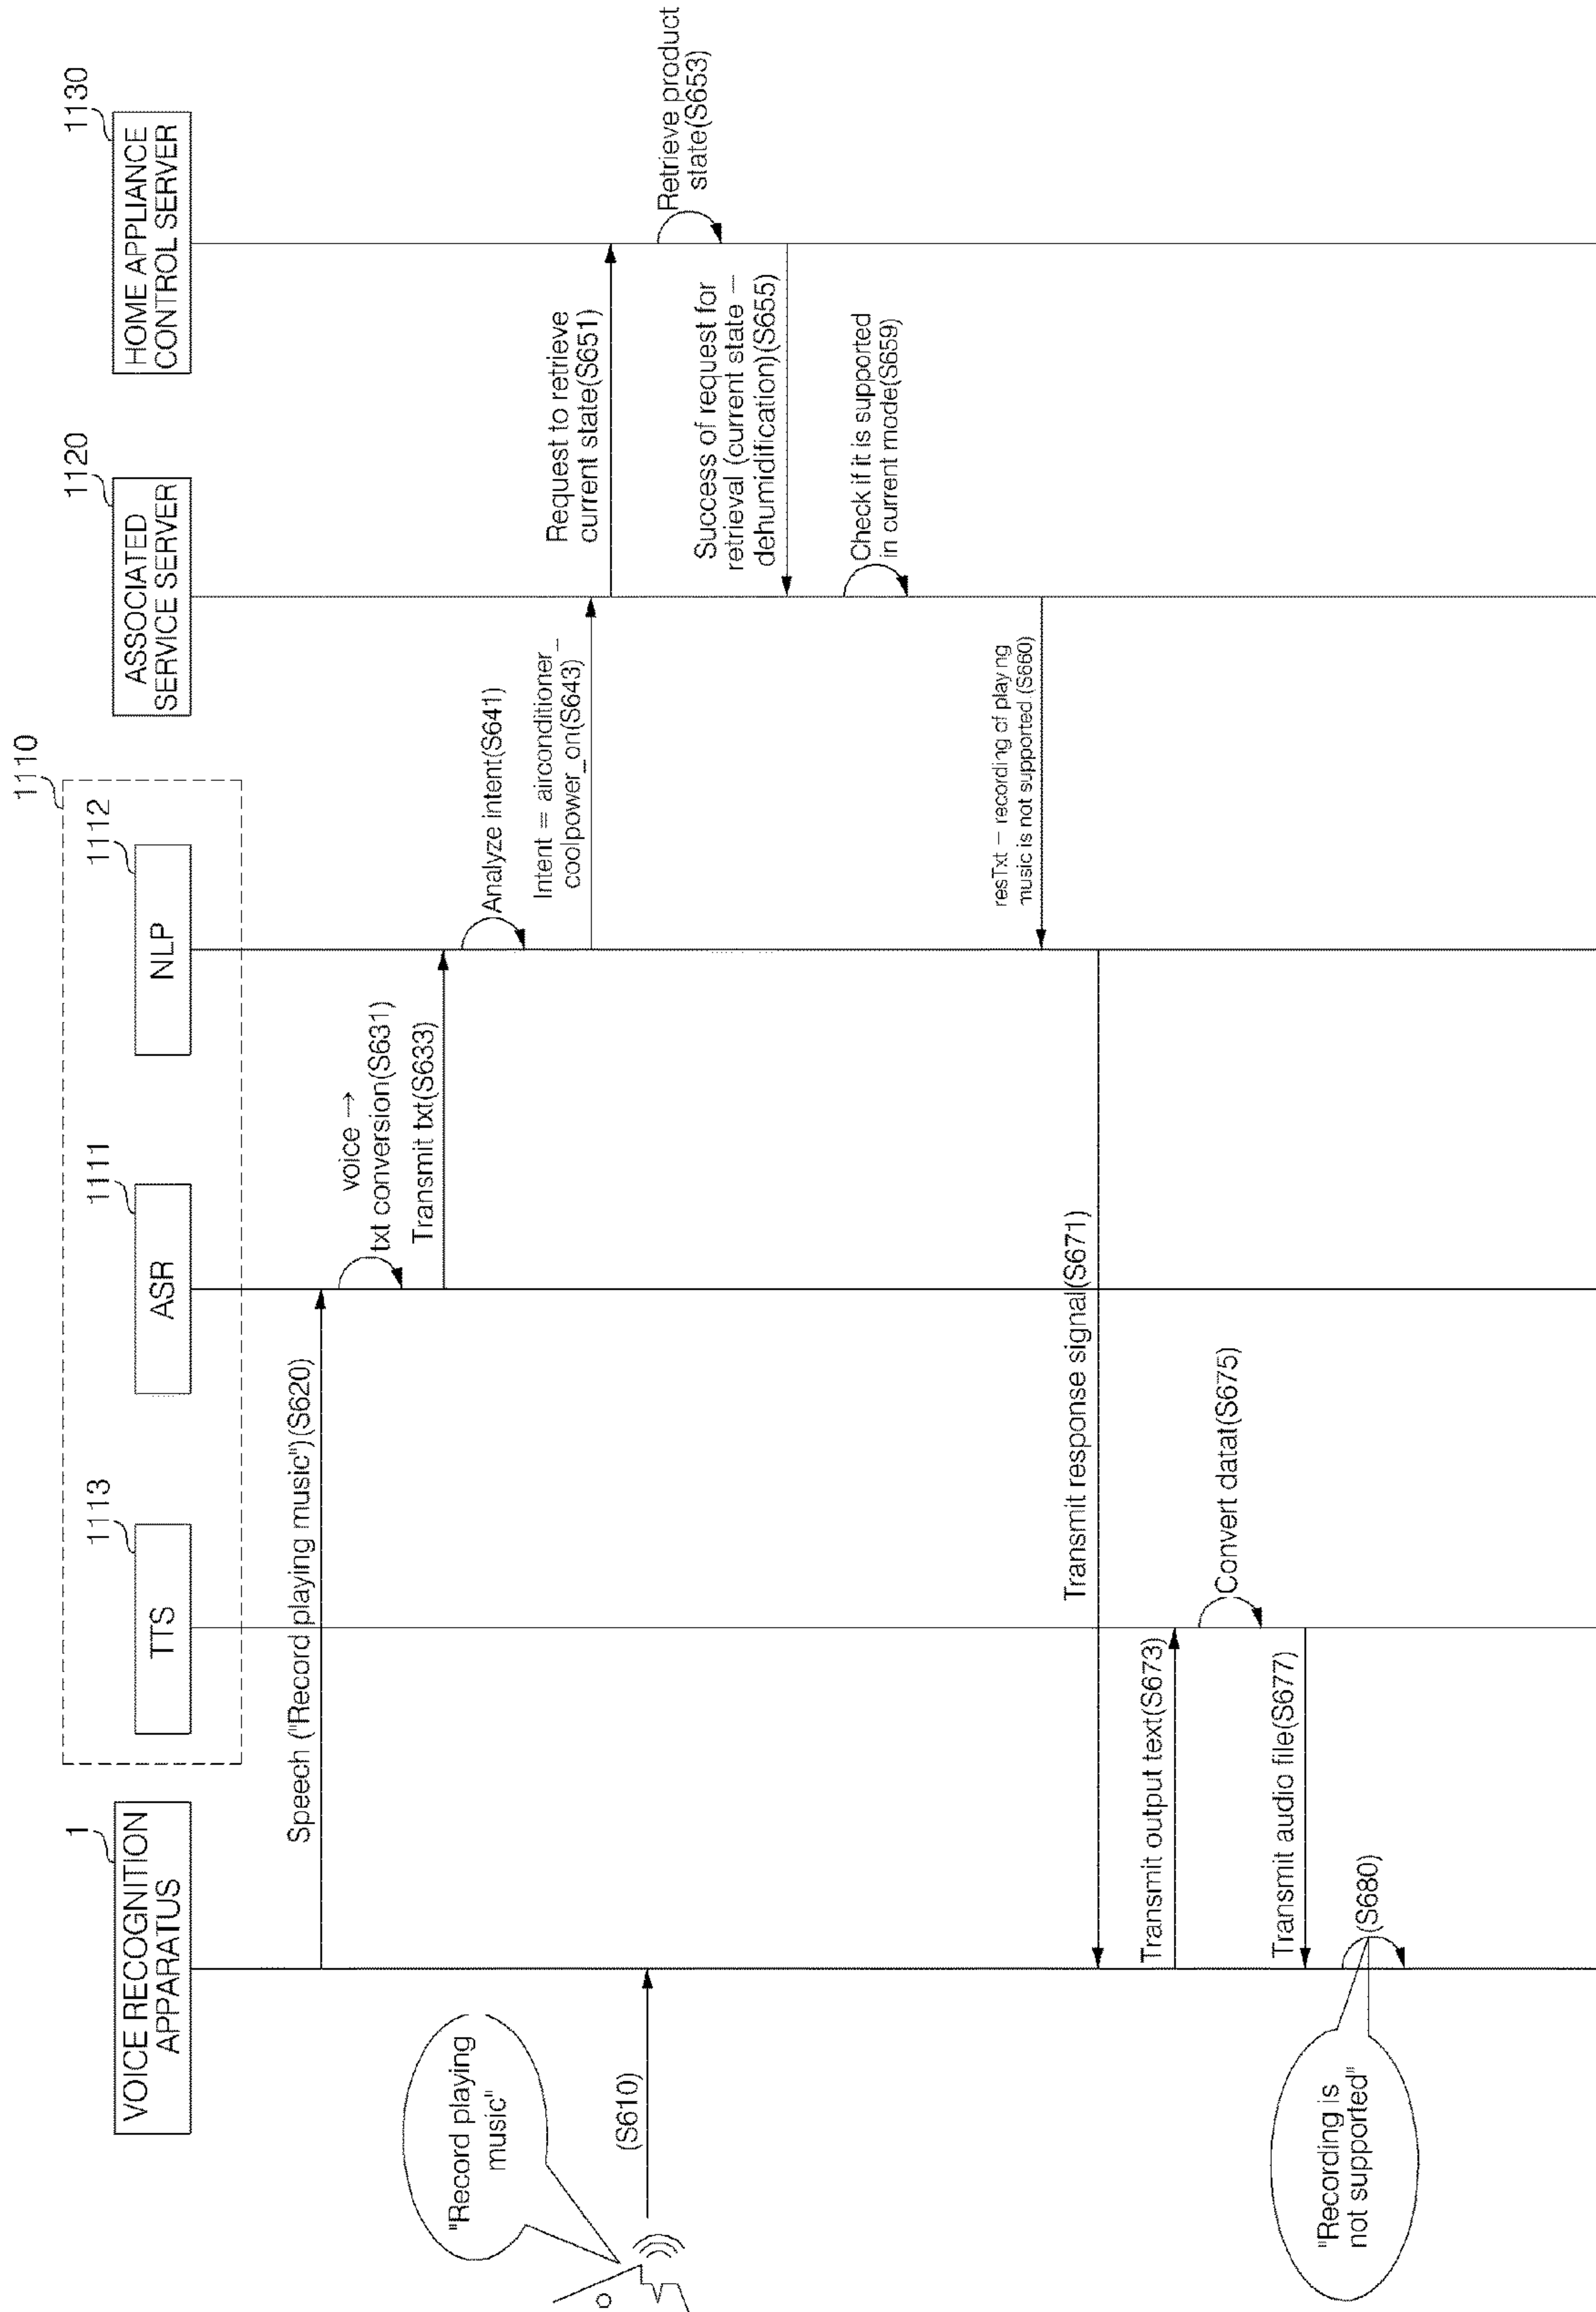 1110
1
1113
1111
1112
1120
1130
VOICE RECOGNITION
APPARATUS
TTS
ASR
NLP
ASSOCIATED
SERVICE SERVER
HOME APPLIANCE
CONTROL SERVER
Speech ("Record playing music")(S620)
voice →
txt conversion(S631)
Transmit txt(S633)
"Record playing
music"
(S610)
Analyze intent(S641)
Intent = airconditioner_
coolpower_on(S643)
Request to retrieve
current state(S651)
Retrieve product
state(S653)
Success of request for
retrieval (current state –
dehumidification)(S655)
Check if it is supported
in current mode(S659)
resTxt – recording of playing
music is not supported.(S660)
Transmit response signal(S671)
Transmit output text(S673)
Convert datat(S675)
Transmit audio file(S677)
(S680)
"Recording is
not supported"